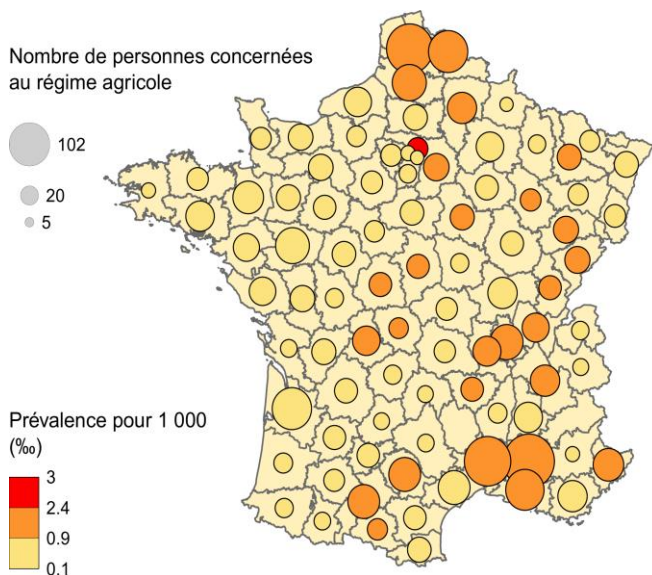 Nombre de personnes concernées
au régime agricole
102
20
5
Prévalence pour 1 000
(‰)
3
2.4
0.9
0.1